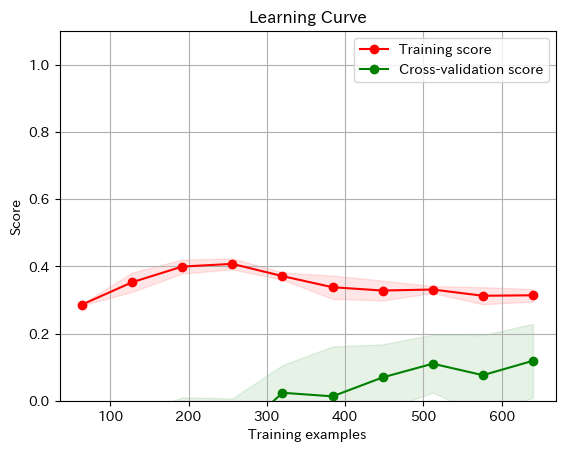 Learning Curve
Training score
Cross-validation score
1.0
0.8
0.6
0.4
0.2
0.0
Score
100
200
300
400
500
600
Training examples